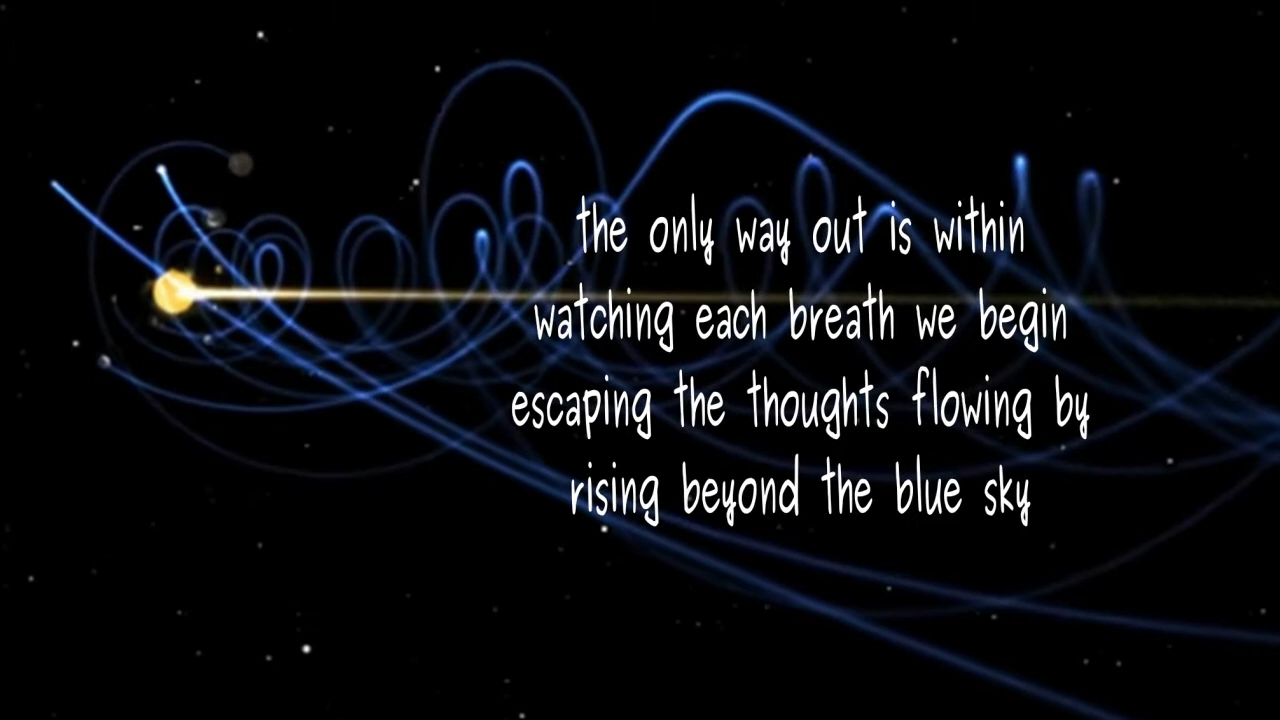 the only way out is within
watching each breath we begin
escaping the thoughts flowing by
rising beyond the blue sky